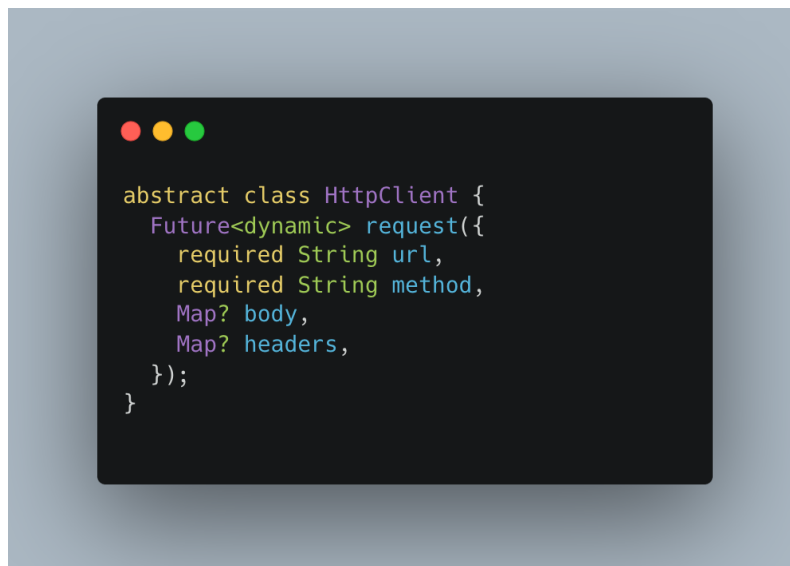 abstract class HttpClient {
  Future<dynamic> request({
    required String url,
    required String method,
    Map? body,
    Map? headers,
  });
}